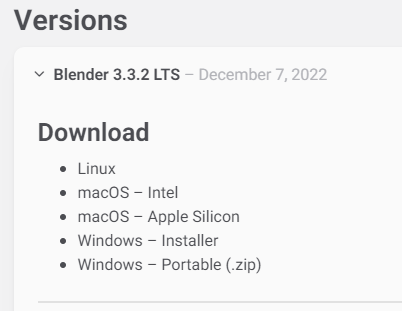 Versions
Blender 3.3.2 LTS – December 7, 2022
Download
Linux
macOS – Intel
macOS – Apple Silicon
Windows – Installer
Windows – Portable (.zip)